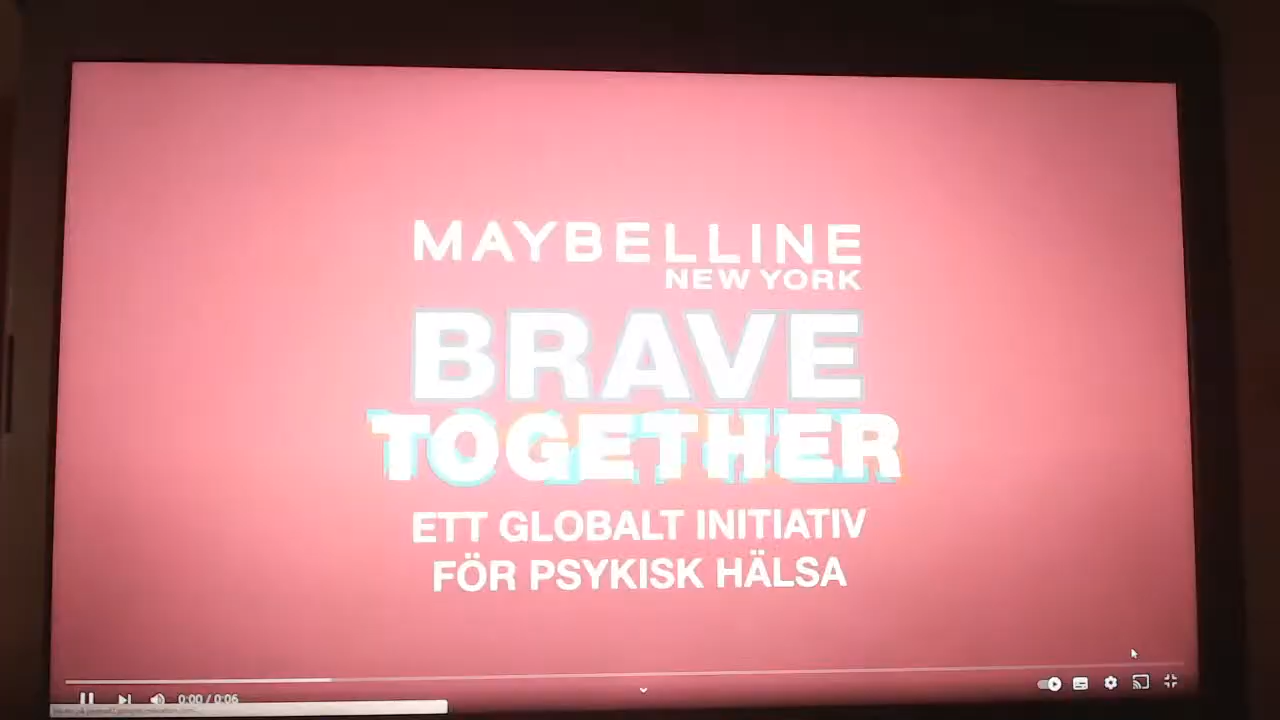 MAYBELLINE
NEW YORK
BRAVE
TOGETHER
ETT GLOBALT INITIATIV
FÖR PSYKISK HÄLSA
0:00 / 0:06